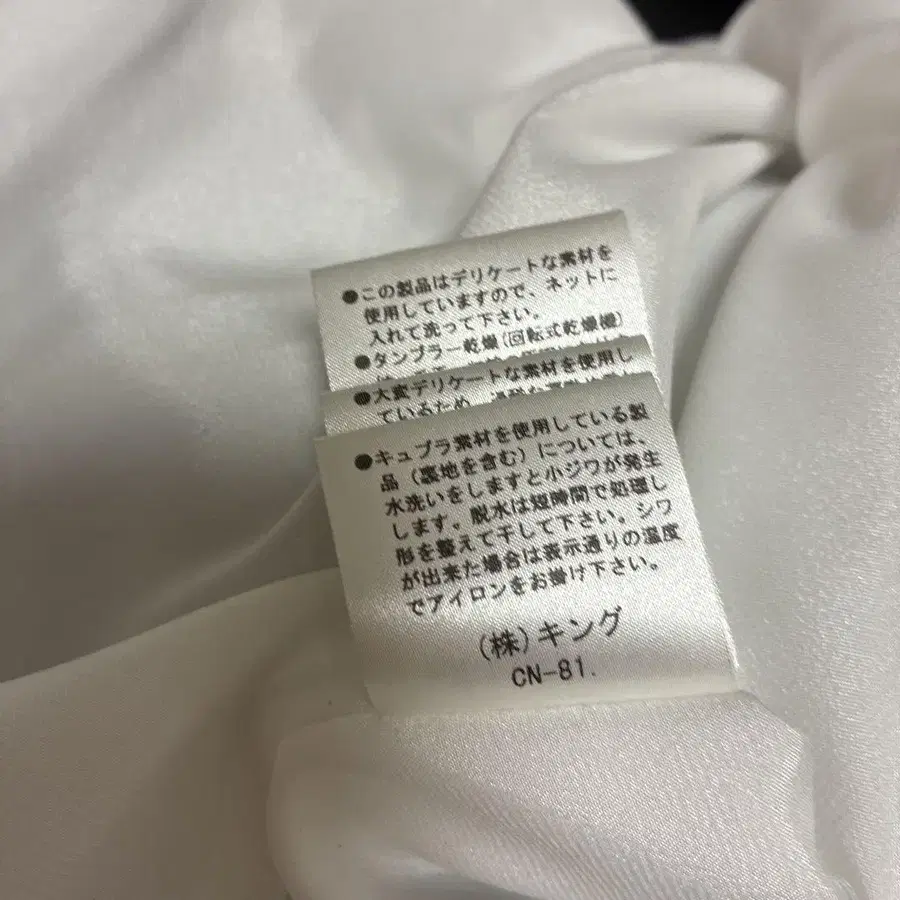 ●この製品はデリケートな素材を
使用していますので、ネットに
入れて洗って下さい。
●タンブラー乾燥(回転式乾燥機)
●大変デリケートな素材を使用し
ているため
●キュプラ素材を使用している製
品(裏地を含む)については、
水洗いをしますと小ジワが発生
します。脱水は短時間で処理し
形を整えて干して下さい。シワ
が出来た場合は表示通りの温度
でアイロンをお掛け下さい。
(株)キング
CN-81.